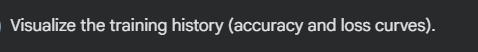 Visualize the training history (accuracy and loss curves).